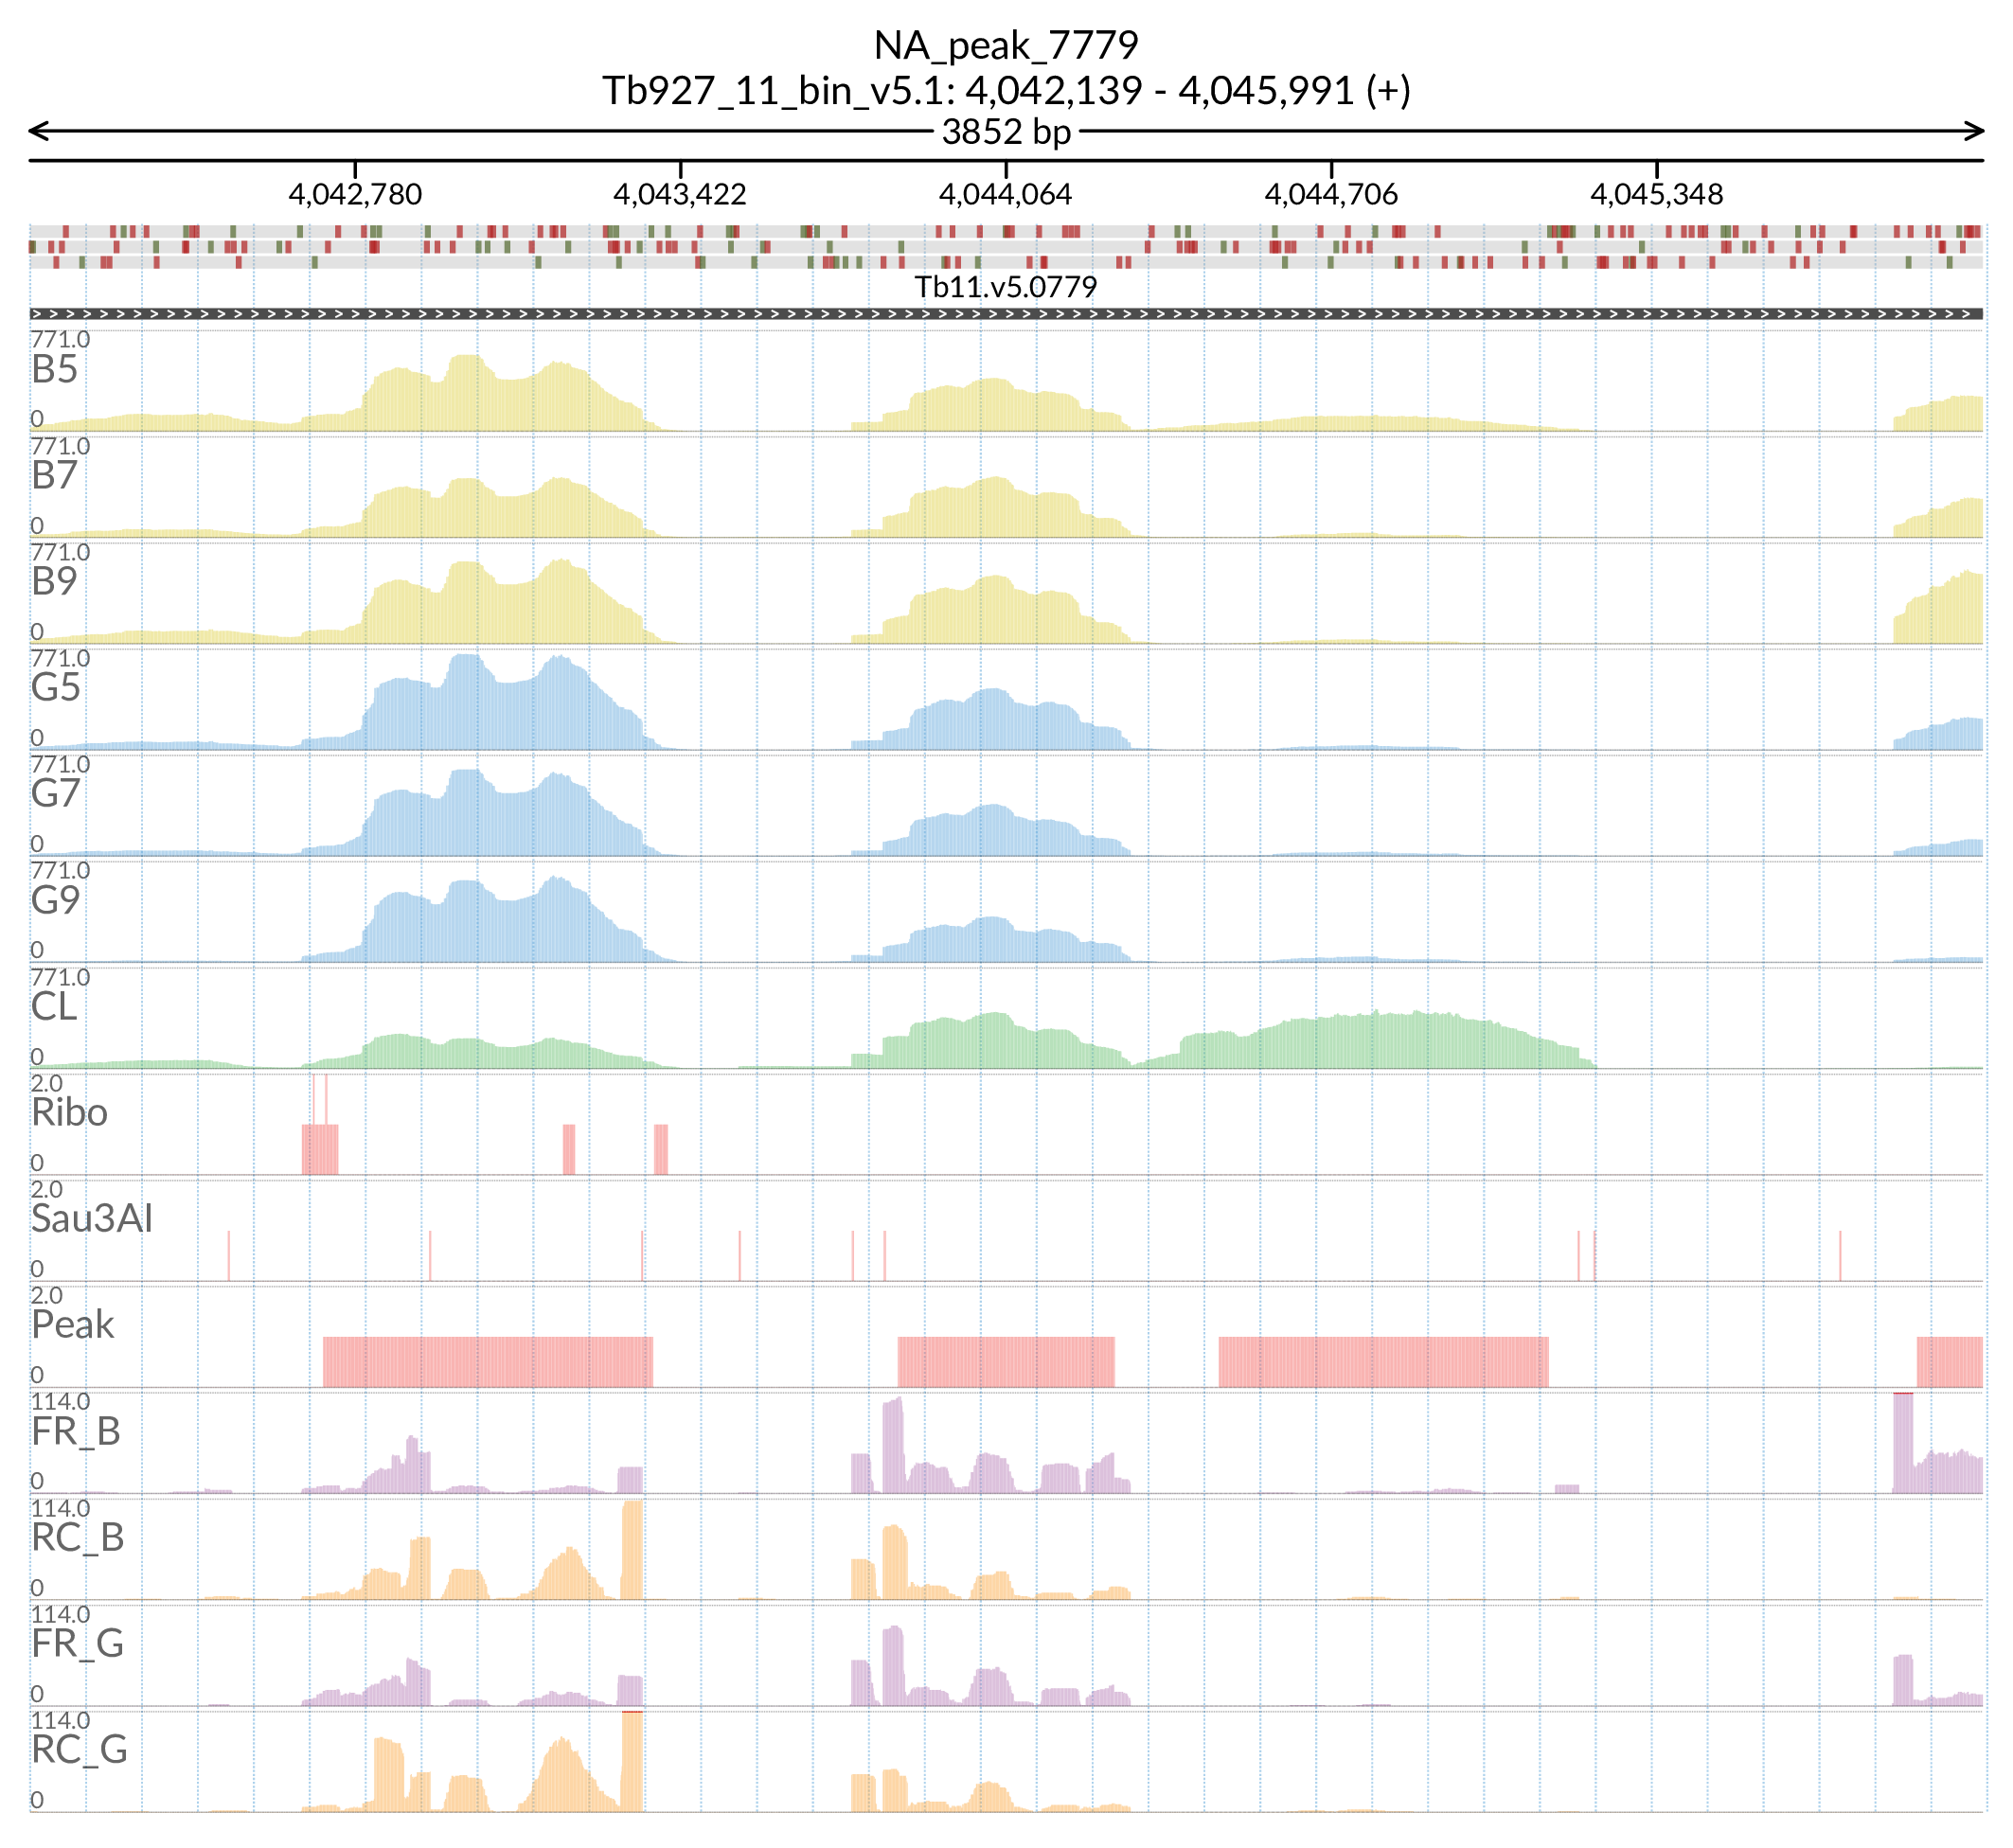 NA_peak_7779
Tb927_11_bin_v5.1: 4,042,139 - 4,045,991 (+)
3852 bp
4,042,780 4,043,422 4,044,064 4,044,706 4,045,348
Tb11.v5.0779
771.0
B5
0
771.0
B7
0
771.0
B9
0
771.0
G5
0
771.0
G7
0
771.0
G9
0
771.0
CL
0
2.0
Ribo
0
2.0
Sau3AI
0
2.0
Peak
0
114.0
FR_B
0
114.0
RC_B
0
114.0
FR_G
0
114.0
RC_G
0